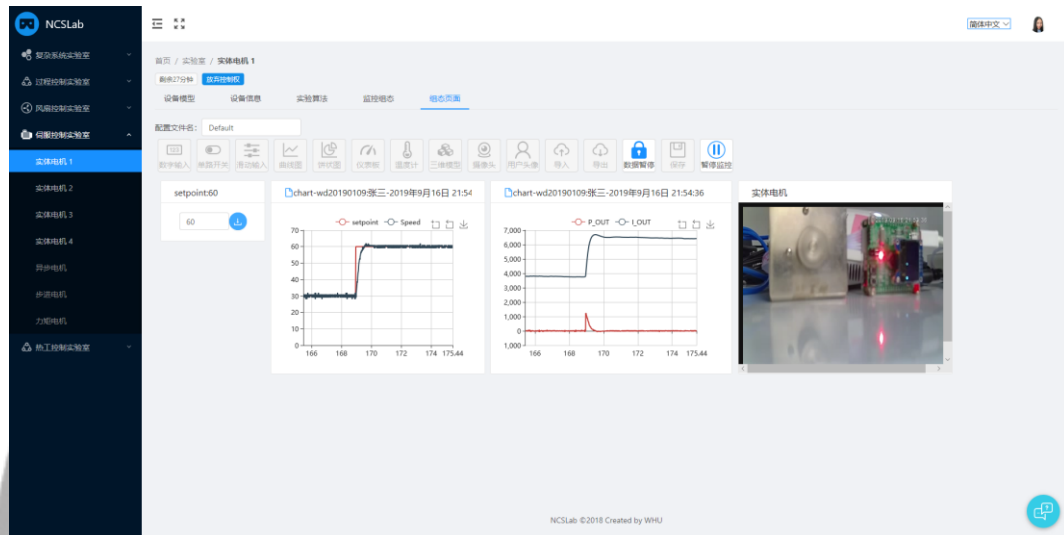 NCSLab
简体中文
复杂系统实验室
过程控制实验室
风扇控制实验室
伺服控制实验室
实体电机 1
实体电机 2
实体电机 3
实体电机 4
异步电机
步进电机
力矩电机
热工控制实验室
首页 / 实验室 / 实体电机 1
剩余27分钟 放弃控制权
设备模型 设备信息 实验算法 监控组态 组态页面
配置文件名: Default
123
数字输入 断路开关 滑动输入 曲线图 饼状图 仪表板 温度计 三维模型 摄像头 用户头像 导入 导出 数据暂停 保存 暂停监控
setpoint:60
60
chart-wd20190109:张三-2019年9月16日 21:54
setpoint Speed
70
60
50
40
30
20
10
0
166 168 170 172 174 175.44
chart-wd20190109:张三-2019年9月16日 21:54:36
P_OUT I_OUT
7,000
6,000
5,000
4,000
3,000
2,000
1,000
0
1,000
166 168 170 172 174 175.44
实体电机
NCSLab ©2018 Created by WHU